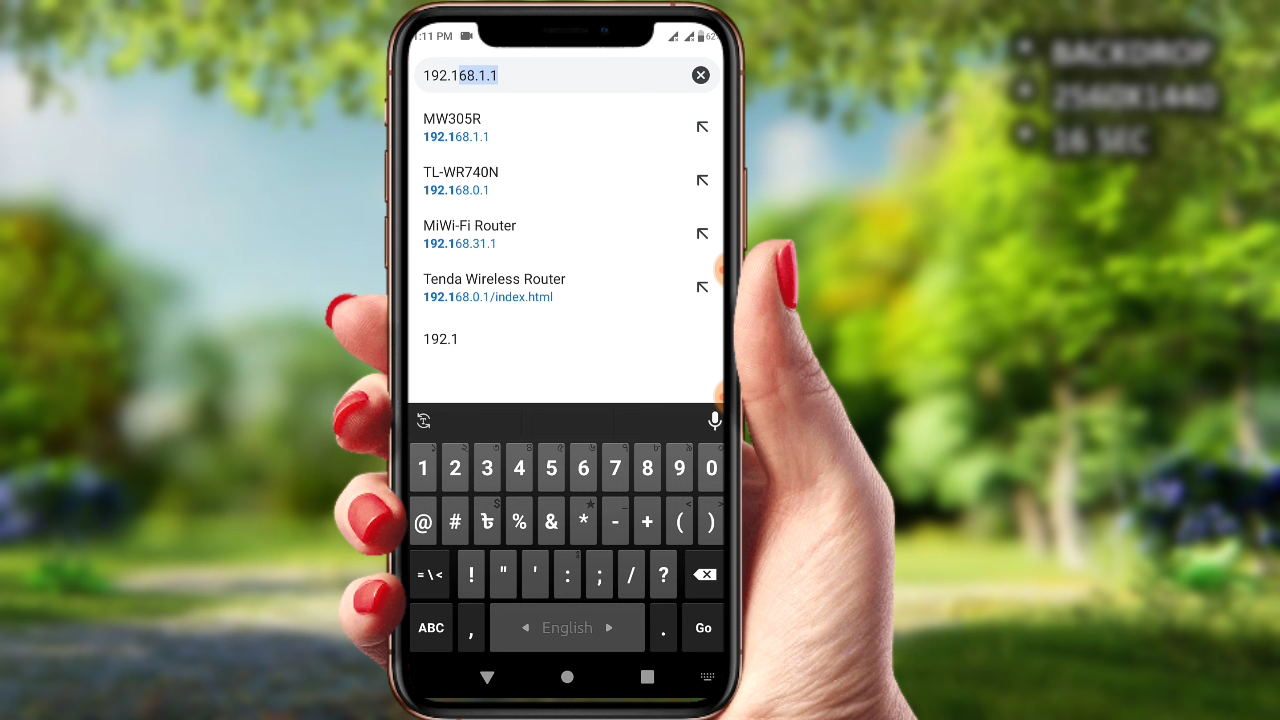 :11 PM
62
192.168.1.1
MW305R
192.168.1.1
TL-WR740N
192.168.0.1
MiWi-Fi Router
192.168.31.1
Tenda Wireless Router
192.168.0.1/index.html
192.1
1 2 3 4 5 6 7 8 9 0
@ # ৳ % & * - + ( )
= \ < ! " ' : ; / ?
ABC , English . Go
BACKDROP
2560X1440
16 SEC